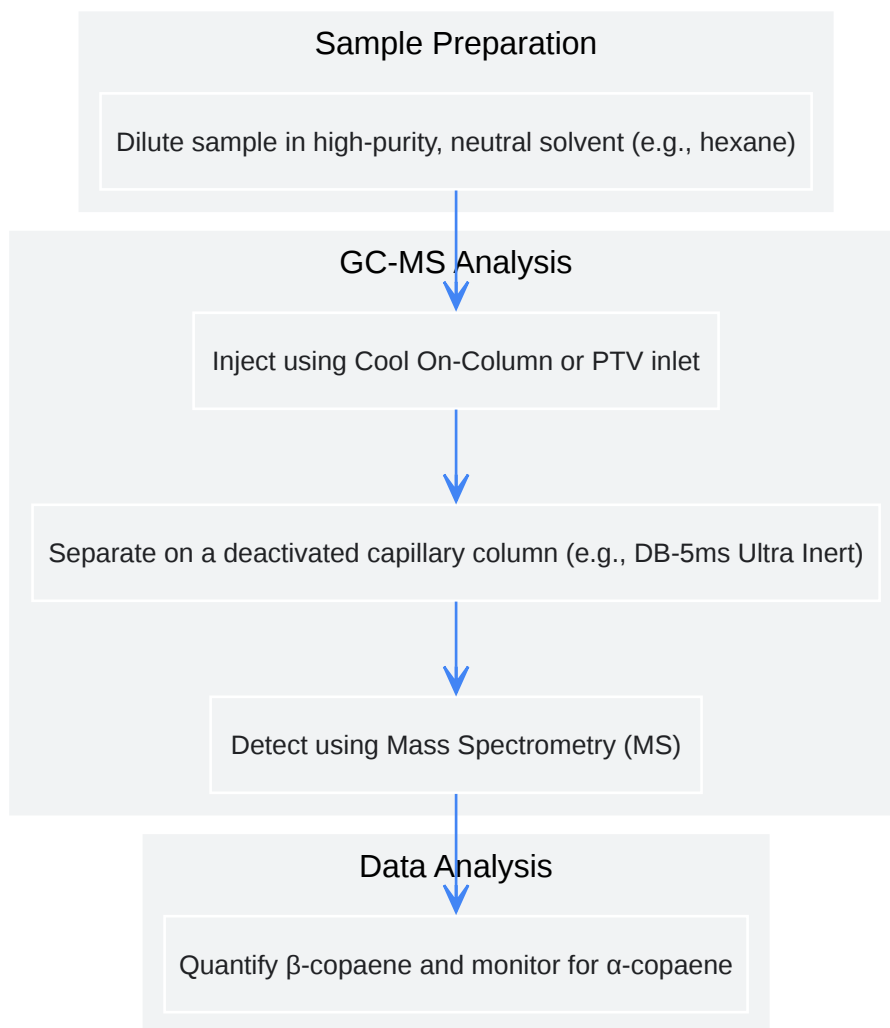 Sample Preparation
Dilute sample in high-purity, neutral solvent (e.g., hexane)
GC-MS Analysis
Inject using Cool On-Column or PTV inlet
Separate on a deactivated capillary column (e.g., DB-5ms Ultra Inert)
Detect using Mass Spectrometry (MS)
Data Analysis
Quantify β-copaene and monitor for α-copaene